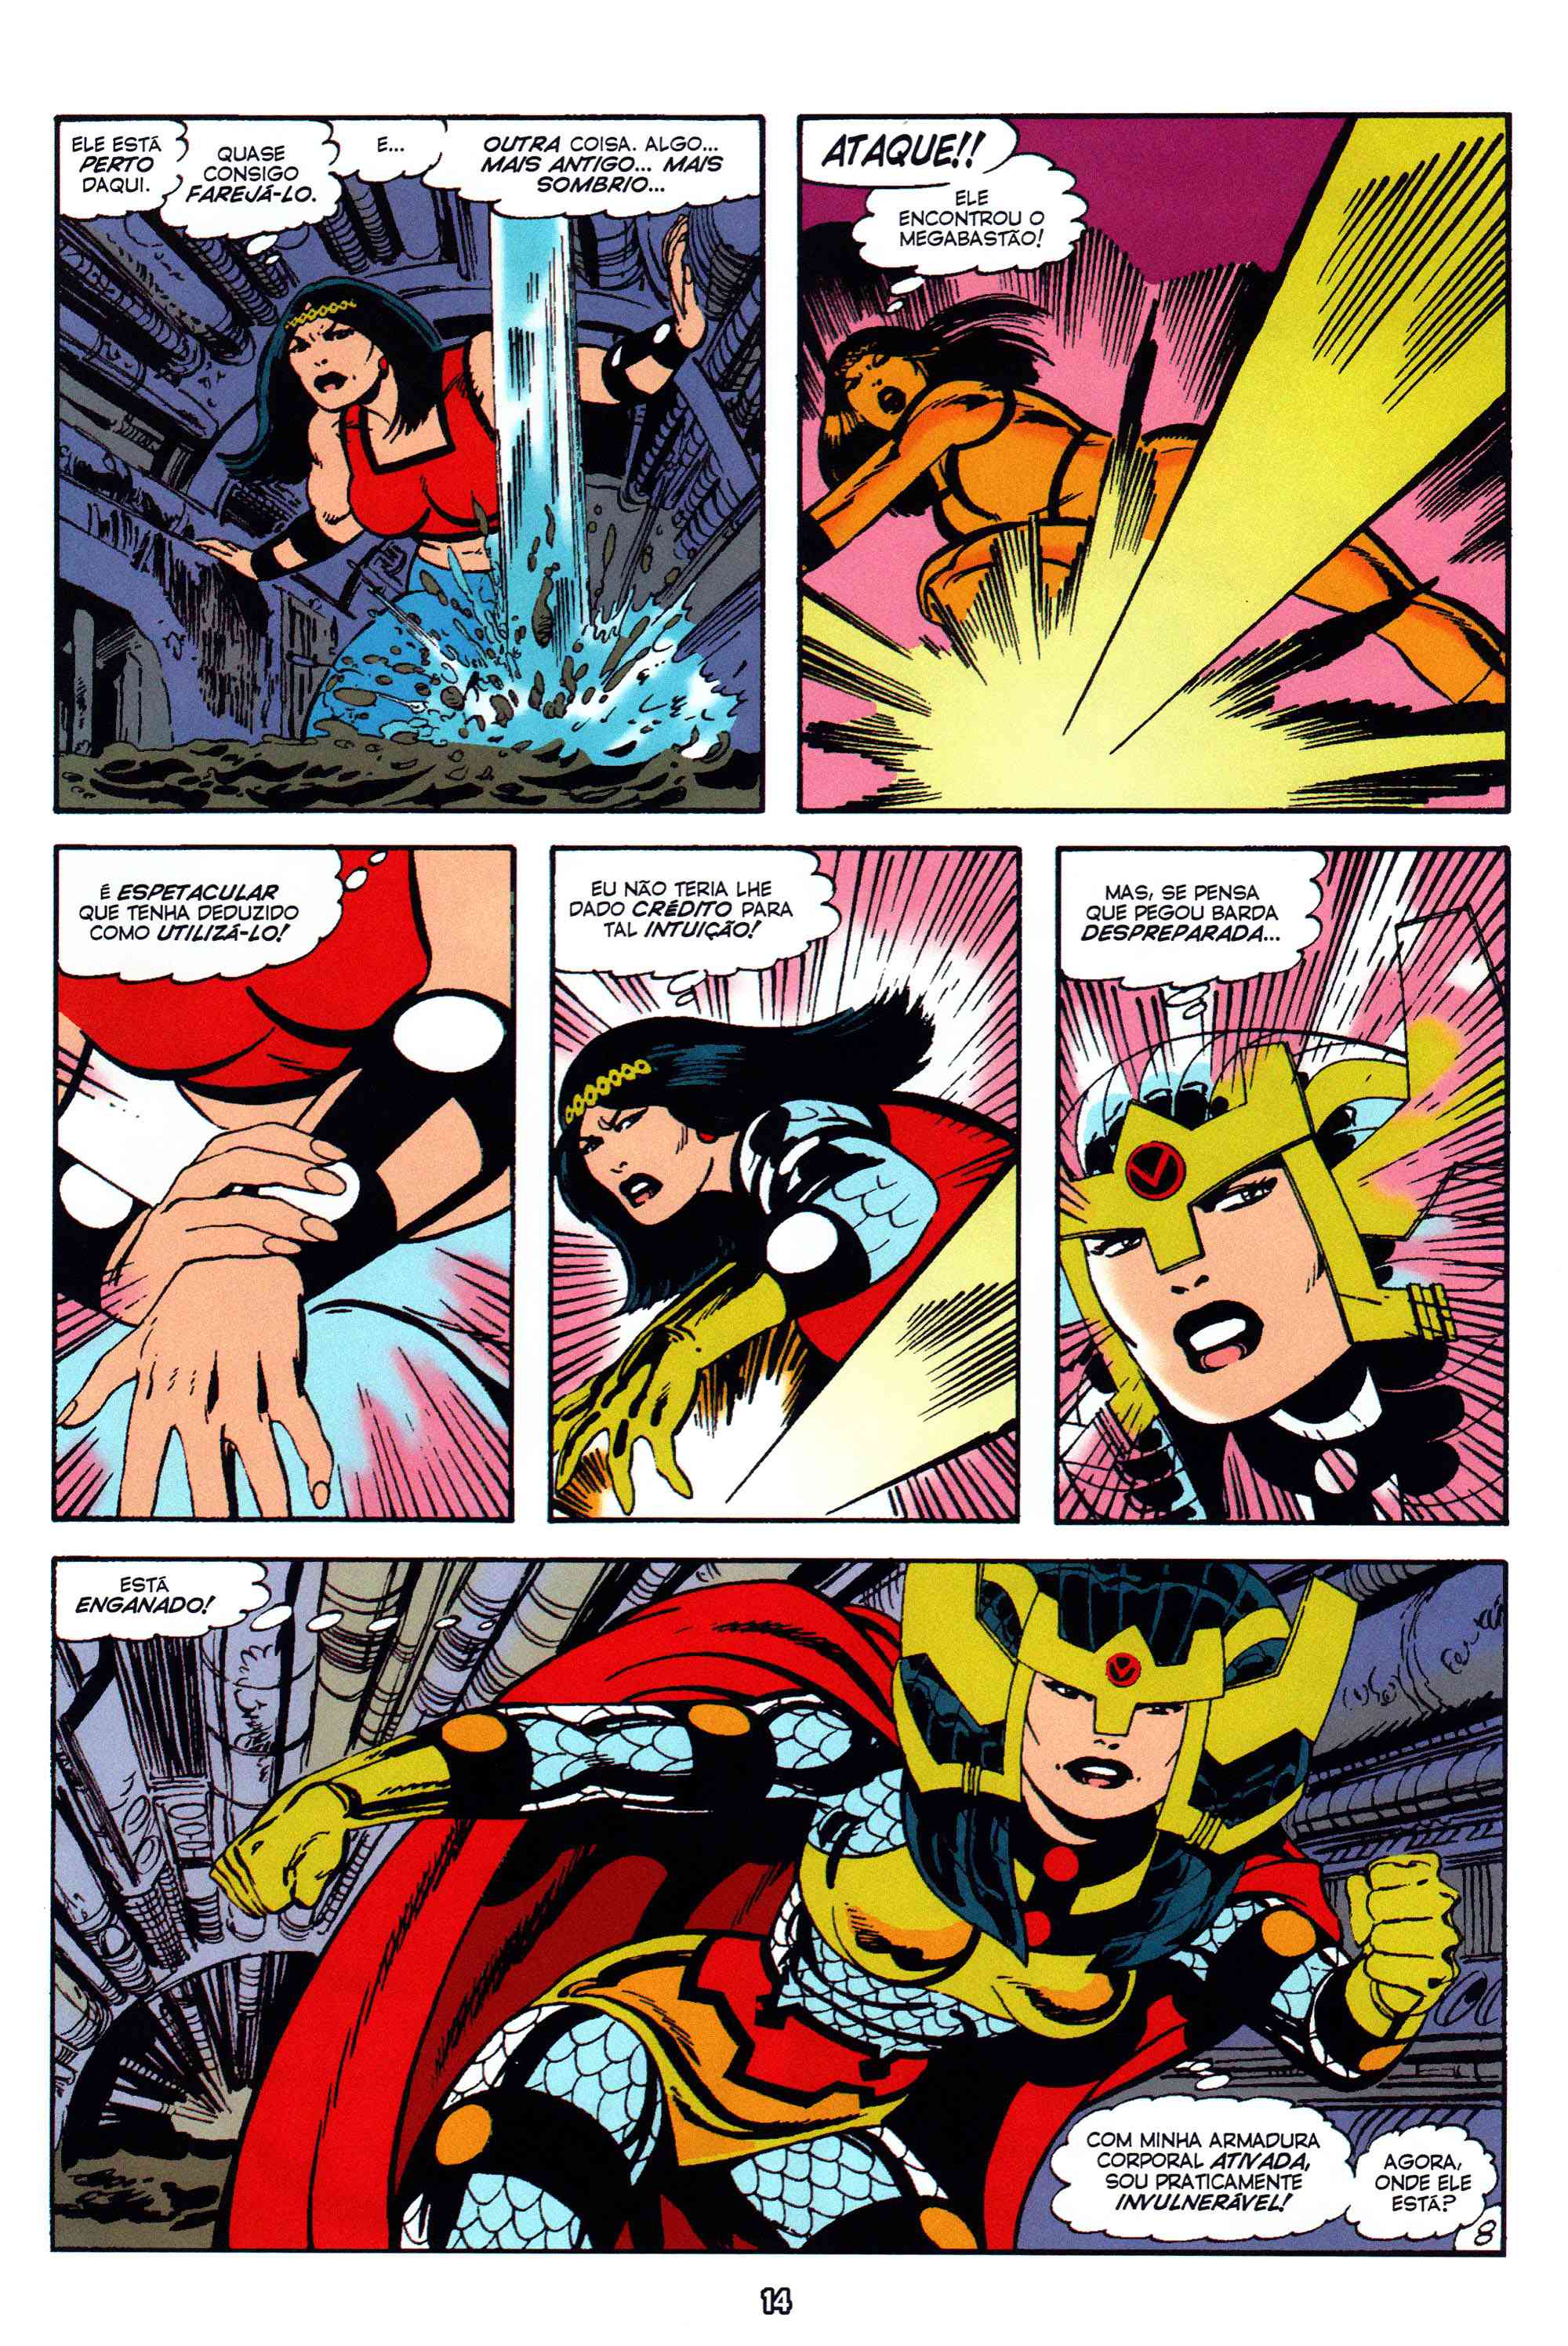 ELE ESTÁ
PERTO
DAQUI.
QUASE
CONSIGO
FAREJÁ-LO.
E...
OUTRA COISA. ALGO...
MAIS ANTIGO... MAIS
SOMBRIO...
ATAQUE!!
ELE
ENCONTROU O
MEGABASTÃO!
É ESPETACULAR
QUE TENHA DEDUZIDO
COMO UTILIZÁ-LO!
EU NÃO TERIA LHE
DADO CRÉDITO PARA
TAL INTUIÇÃO!
MAS, SE PENSA
QUE PEGOU BARDA
DESPREPARADA...
ESTÁ
ENGANADO!
COM MINHA ARMADURA
CORPORAL ATIVADA,
SOU PRATICAMENTE
INVULNERÁVEL!
AGORA,
ONDE ELE
ESTÁ?
8
14